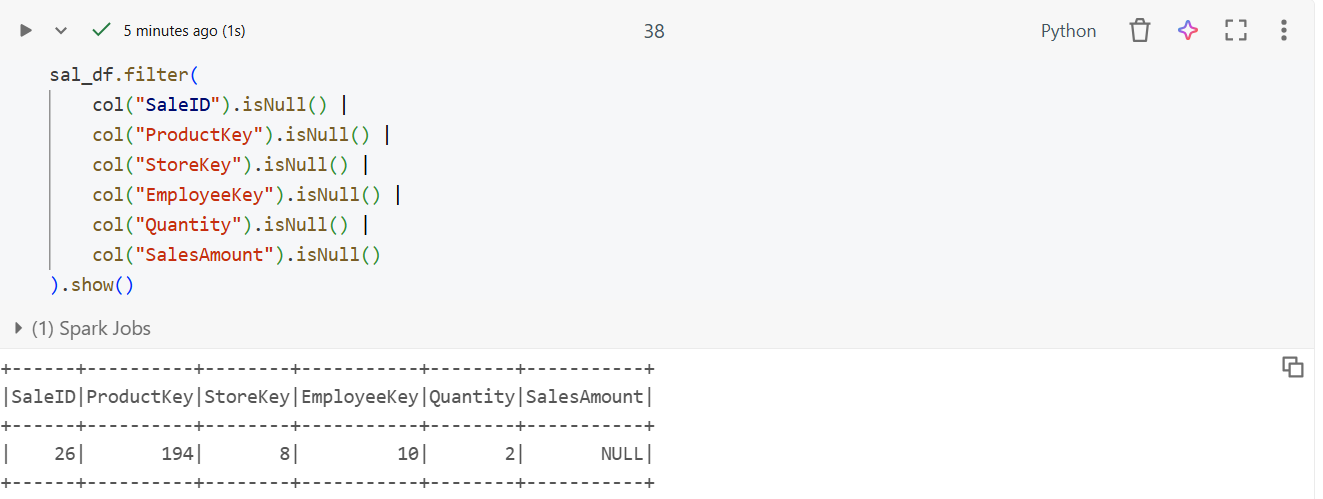 5 minutes ago (1s) 38 Python
sal_df.filter(
    col("SaleID").isNull() |
    col("ProductKey").isNull() |
    col("StoreKey").isNull() |
    col("EmployeeKey").isNull() |
    col("Quantity").isNull() |
    col("SalesAmount").isNull()
).show()
(1) Spark Jobs
+------+----------+--------+-----------+--------+-----------+
|SaleID|ProductKey|StoreKey|EmployeeKey|Quantity|SalesAmount|
+------+----------+--------+-----------+--------+-----------+
|    26|       194|       8|         10|       2|       NULL|
+------+----------+--------+-----------+--------+-----------+